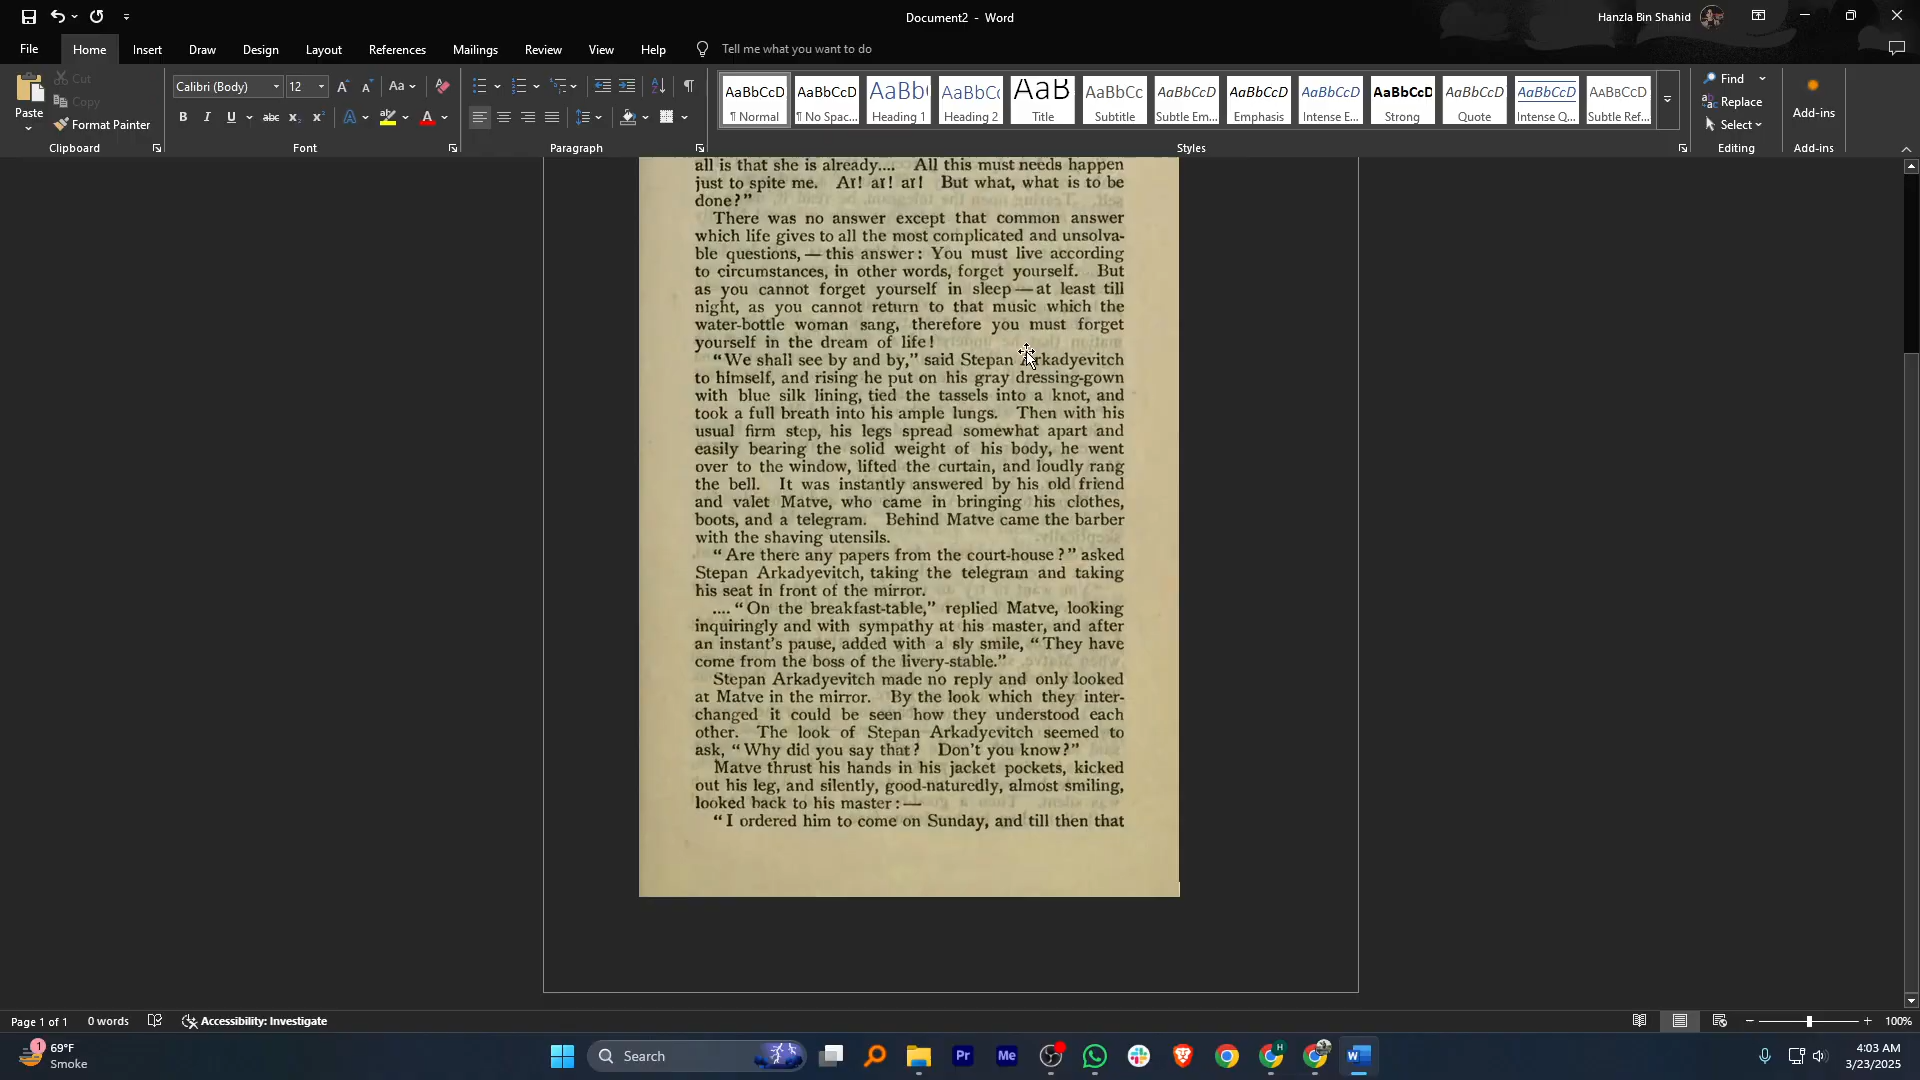 Document2 - Word
Hanzla Bin Shahid
File Home Insert Draw Design Layout References Mailings Review View Help Tell me what you want to do
Paste
Cut
Copy
Format Painter
Clipboard
Calibri (Body) 12
Font
Paragraph
AaBbCcD AaBbCcD AaBb( AaBbC( AaB AaBbCc AaBbCcD AaBbCcD AaBbCcD AaBbCcD AaBbCcD AaBbCcD AaBbCcD
¶ Normal ¶ No Spac... Heading 1 Heading 2 Title Subtitle Subtle Em... Emphasis Intense E... Strong Quote Intense Q... Subtle Ref...
Styles
Find
Replace
Select
Editing
Add-ins
Add-ins
all is that she is already.... All this must needs happen
just to spite me. Aï! aï! aï! But what, what is to be
done?"
There was no answer except that common answer
which life gives to all the most complicated and unsolva-
ble questions, — this answer: You must live according
to circumstances, in other words, forget yourself. But
as you cannot forget yourself in sleep — at least till
night, as you cannot return to that music which the
water-bottle woman sang, therefore you must forget
yourself in the dream of life!
"We shall see by and by," said Stepan Arkadyevitch
to himself, and rising he put on his gray dressing-gown
with blue silk lining, tied the tassels into a knot, and
took a full breath into his ample lungs. Then with his
usual firm step, his legs spread somewhat apart and
easily bearing the solid weight of his body, he went
over to the window, lifted the curtain, and loudly rang
the bell. It was instantly answered by his old friend
and valet Matve, who came in bringing his clothes,
boots, and a telegram. Behind Matve came the barber
with the shaving utensils.
"Are there any papers from the court-house?" asked
Stepan Arkadyevitch, taking the telegram and taking
his seat in front of the mirror.
.... "On the breakfast-table," replied Matve, looking
inquiringly and with sympathy at his master, and after
an instant's pause, added with a sly smile, "They have
come from the boss of the livery-stable."
Stepan Arkadyevitch made no reply and only looked
at Matve in the mirror. By the look which they inter-
changed it could be seen how they understood each
other. The look of Stepan Arkadyevitch seemed to
ask, "Why did you say that? Don't you know?"
Matve thrust his hands in his jacket pockets, kicked
out his leg, and silently, good-naturedly, almost smiling,
looked back to his master: —
"I ordered him to come on Sunday, and till then that
Page 1 of 1 0 words Accessibility: Investigate 100%
69°F
Smoke
Search
4:03 AM
3/23/2025